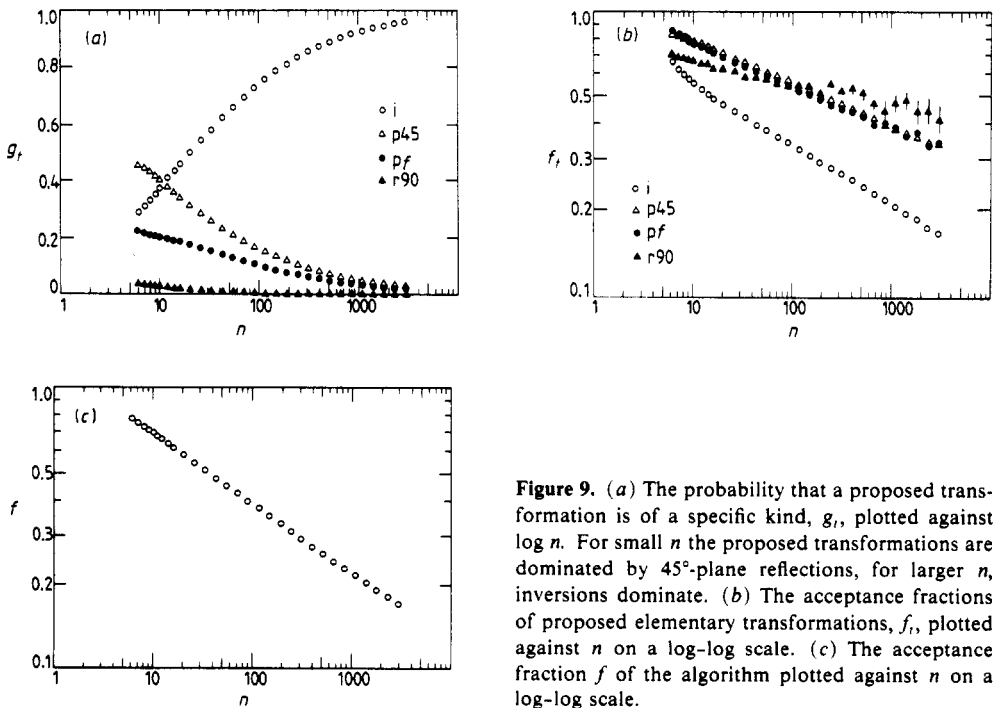 (a)
1.0
0.8
0.6
0.4
0.2
0
g_t
i
p45
pf
r90
1 10 100 1000
n
(b)
1.0
0.5
0.3
0.2
0.1
f_t
i
p45
pf
r90
1 10 100 1000
n
(c)
1.0
0.5
0.3
0.2
0.1
f
1 10 100 1000
n
Figure 9. (a) The probability that a proposed trans-
formation is of a specific kind, g_t, plotted against
log n. For small n the proposed transformations are
dominated by 45°-plane reflections, for larger n,
inversions dominate. (b) The acceptance fractions
of proposed elementary transformations, f_t, plotted
against n on a log-log scale. (c) The acceptance
fraction f of the algorithm plotted against n on a
log-log scale.